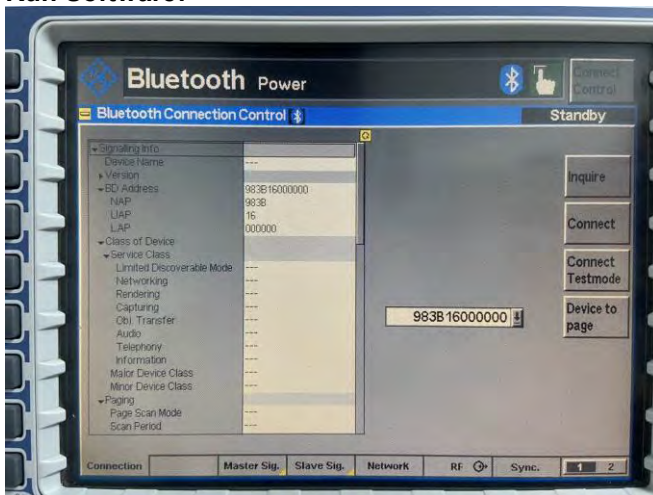 Bluetooth Power
Connect
Control
Bluetooth Connection Control
Standby
Signalling Info
Device Name ---
Version
BD Address 983B16000000
NAP 983B
UAP 16
LAP 000000
Class of Device
Service Class
Limited Discoverable Mode ---
Networking ---
Rendering ---
Capturing ---
Obj. Transfer ---
Audio ---
Telephony ---
Information ---
Major Device Class ---
Minor Device Class ---
Paging
Page Scan Mode ---
Scan Period ---
983B16000000
Inquire
Connect
Connect
Testmode
Device to
page
Connection Master Sig. Slave Sig. Network RF Sync. 1 2